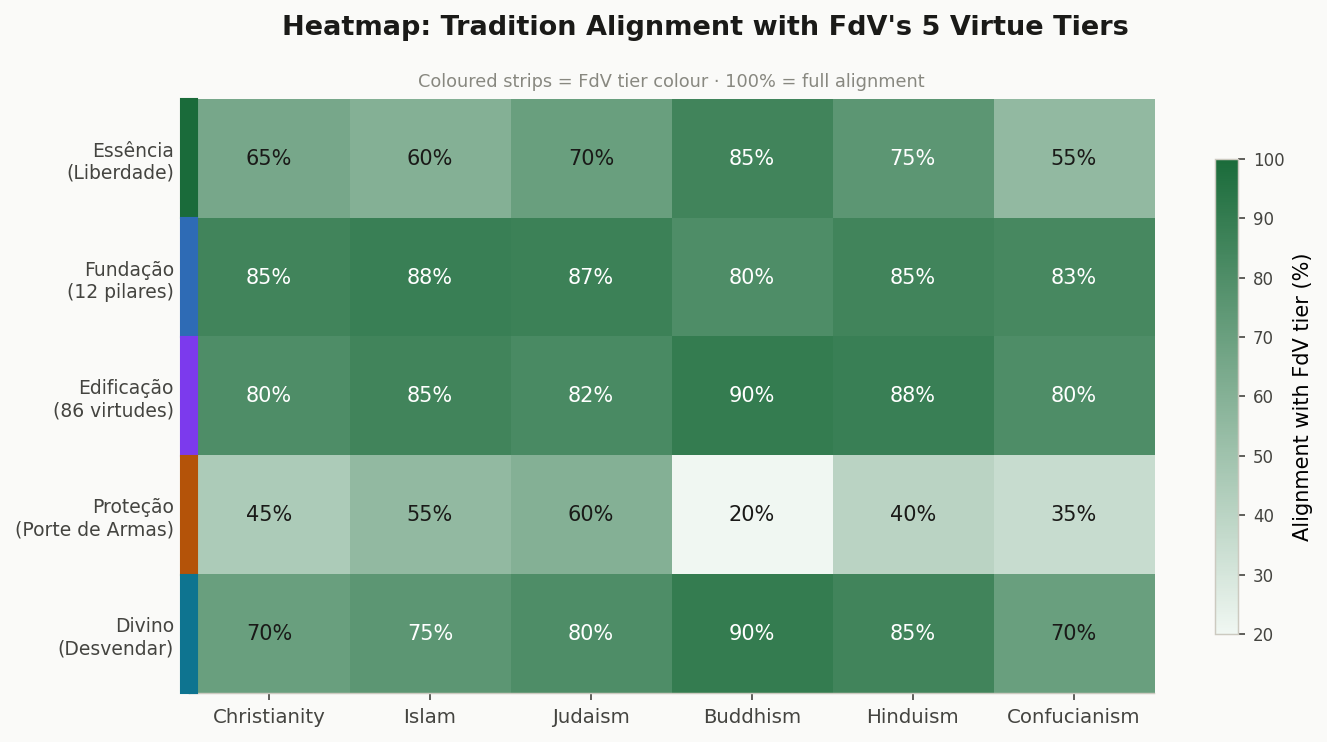 Heatmap: Tradition Alignment with FdV's 5 Virtue Tiers
Coloured strips = FdV tier colour · 100% = full alignment
Essência
(Liberdade)
65% 60% 70% 85% 75% 55%
Fundação
(12 pilares)
85% 88% 87% 80% 85% 83%
Edificação
(86 virtudes)
80% 85% 82% 90% 88% 80%
Proteção
(Porte de Armas)
45% 55% 60% 20% 40% 35%
Divino
(Desvendar)
70% 75% 80% 90% 85% 70%
Christianity Islam Judaism Buddhism Hinduism Confucianism
100
90
80
70
60
50
40
30
20
Alignment with FdV tier (%)